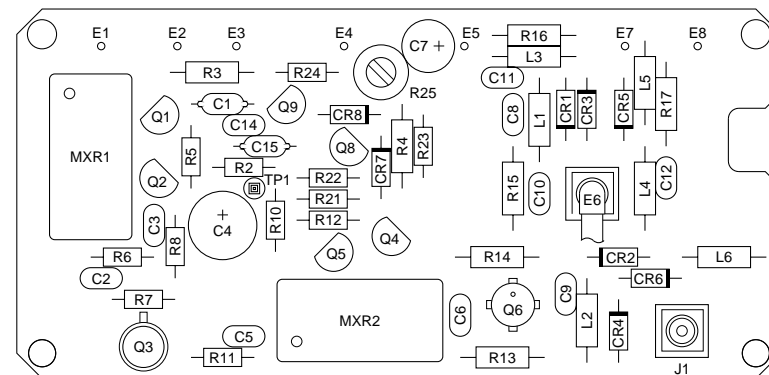 E1 E2 E3 E4 E5 E7 E8
R16
C7
L3
R3 R24
C11
R25
L5
C1 Q9
CR8
C8
L1
CR1
CR3
CR5
R17
Q1
C14
MXR1
R5
C15
Q8
CR7
R4
R23
R2
TP1
Q2
R22
R15
C10
E6
L4
C12
R21
C3
C4
R10
R12
R8
Q5
Q4
R6
R14
CR2
L6
C2
CR6
R7
C9
C6
Q6
MXR2
L2
CR4
Q3
C5
R11
R13
J1